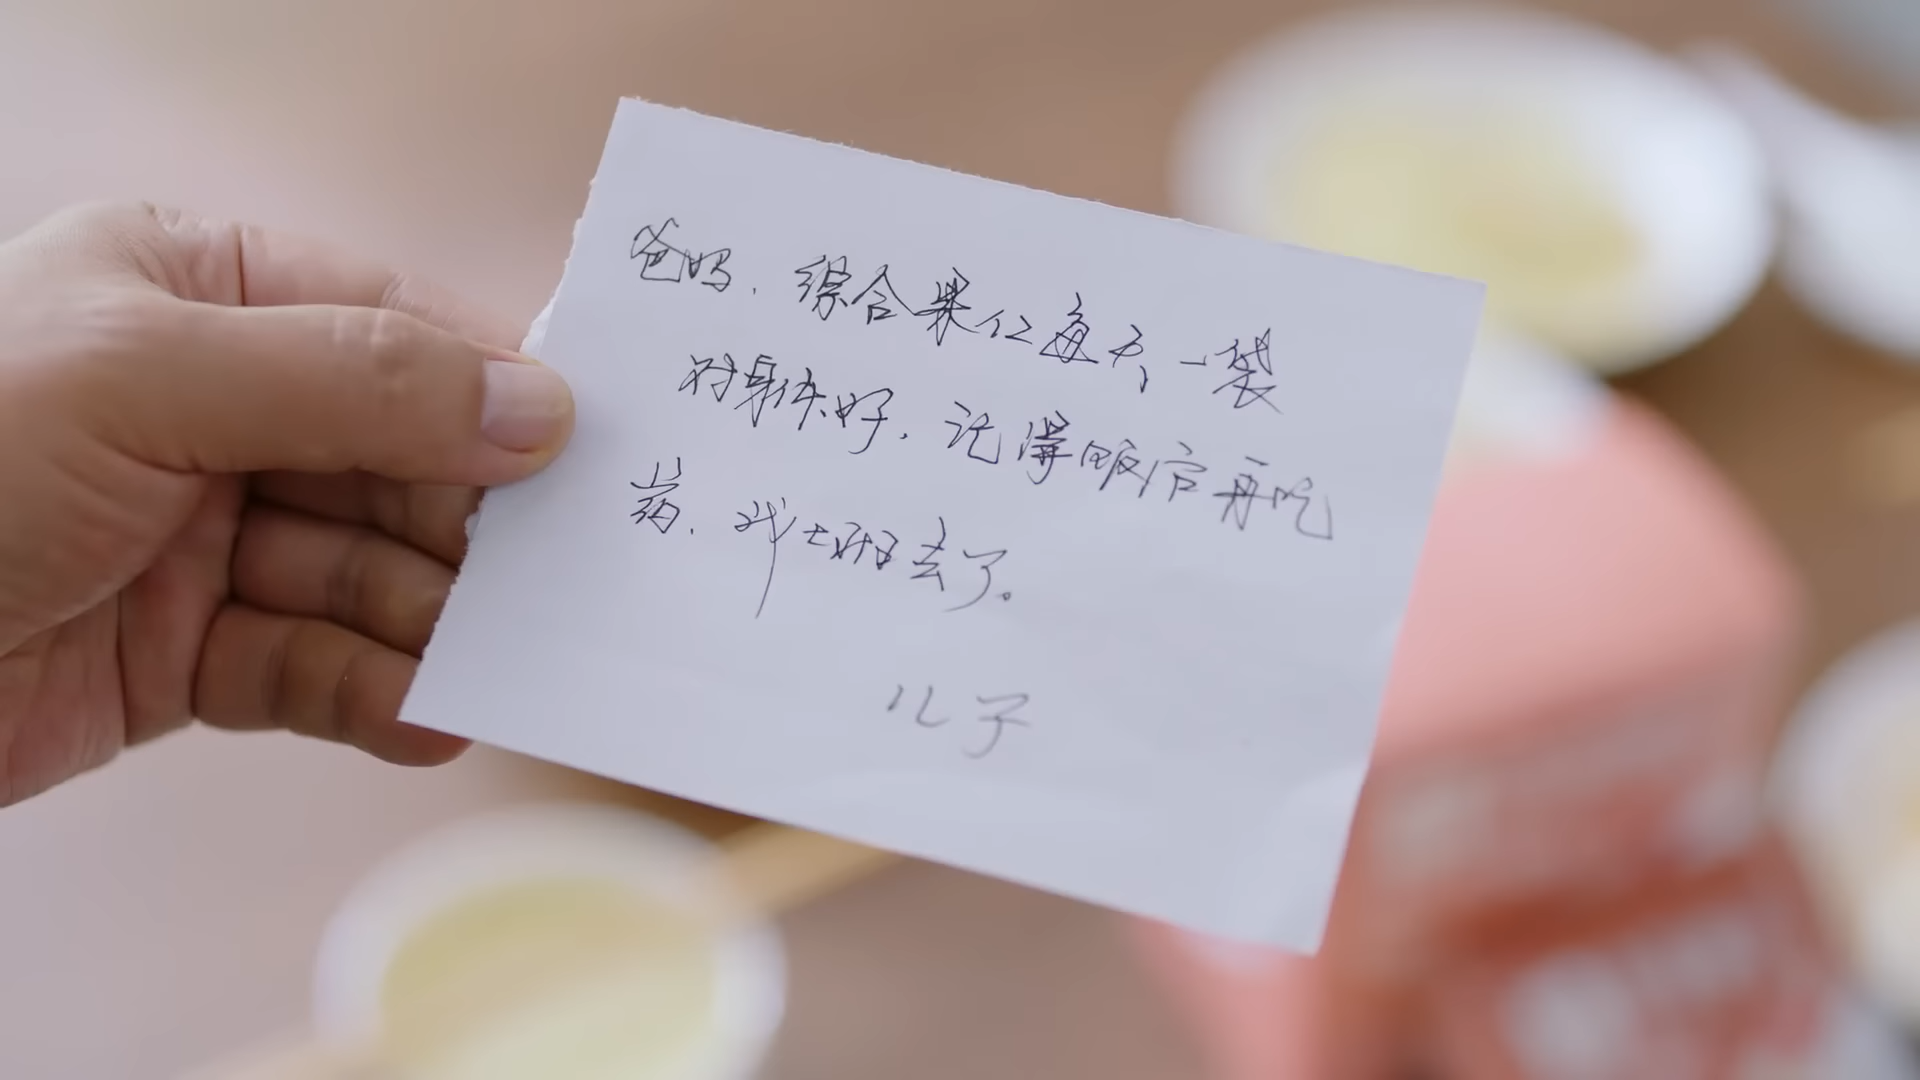 爸妈，综合果仁每天一袋
对身体好，记得饭后再吃
药，我上班去了。
儿子